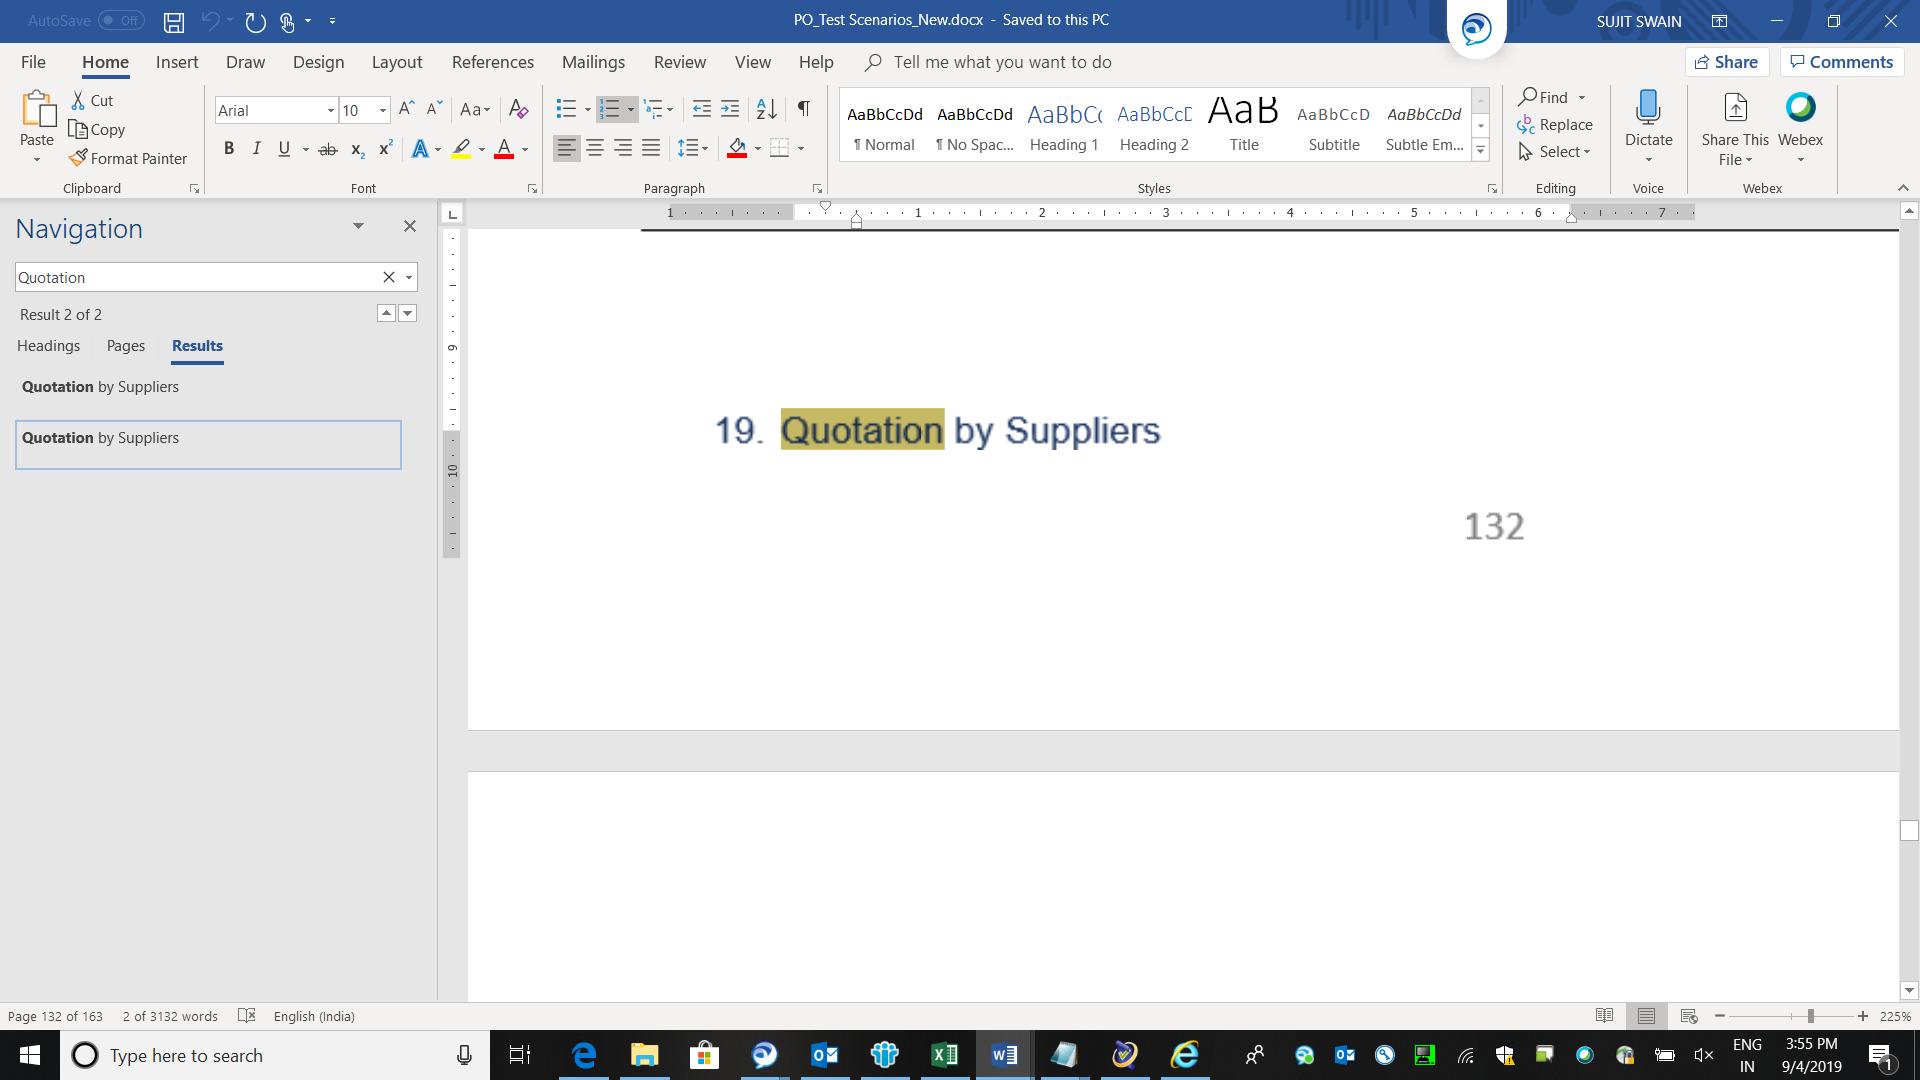 AutoSave Off
PO_Test Scenarios_New.docx - Saved to this PC
SUJIT SWAIN
File Home Insert Draw Design Layout References Mailings Review View Help Tell me what you want to do Share Comments
Paste
Cut
Copy
Format Painter
Clipboard
Arial 10
Font
Paragraph
AaBbCcDd AaBbCcDd AaBbCc AaBbCcD AaB AaBbCcD AaBbCcDd
¶ Normal ¶ No Spac... Heading 1 Heading 2 Title Subtitle Subtle Em...
Styles
Find
Replace
Select
Editing
Dictate
Voice
Share This File
Webex
Webex
Navigation
Quotation
Result 2 of 2
Headings Pages Results
Quotation by Suppliers
Quotation by Suppliers
1 1 2 3 4 5 6 7
9
10
19. Quotation by Suppliers
132
Page 132 of 163 2 of 3132 words English (India) 225%
Type here to search
ENG
IN
3:55 PM
9/4/2019
1